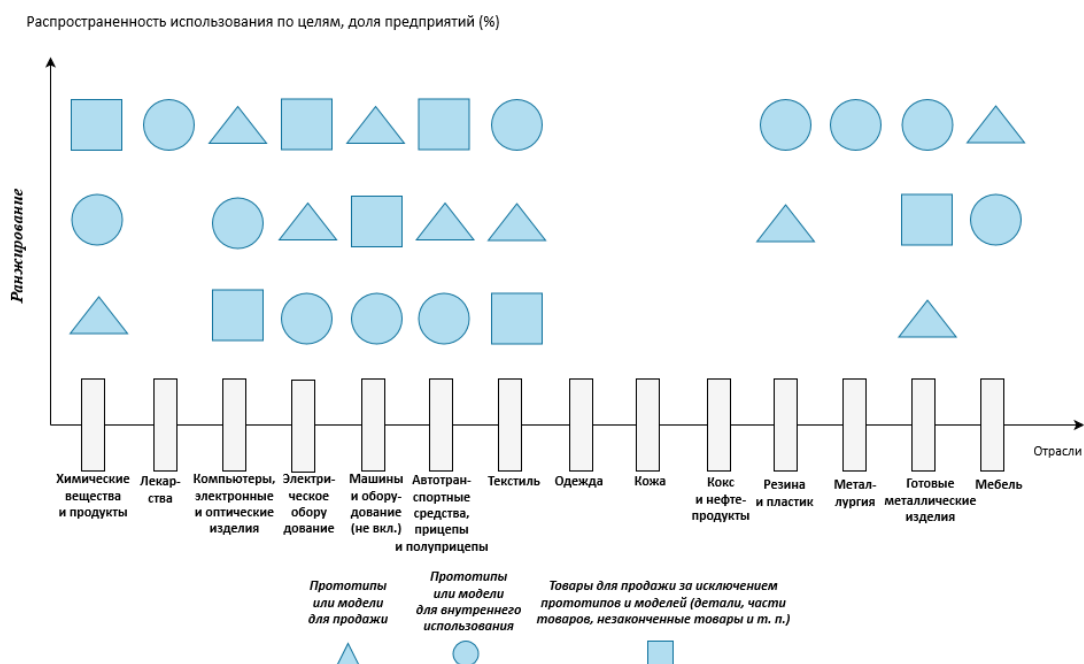 Распространенность использования по целям, доля предприятий (%)
Ранжирование
Отрасли
Химические
вещества
и продукты
Лекар-
ства
Компьютеры,
электронные
и оптические
изделия
Электри-
ческое
обору
дование
Машины
и обору-
дование
(не вкл.)
Автотран-
спортные
средства,
прицепы
и полуприцепы
Текстиль
Одежда
Кожа
Кокс
и нефте-
продукты
Резина
и пластик
Метал-
лургия
Готовые
металлические
изделия
Мебель
Прототипы
или модели
для продажи
Прототипы
или модели
для внутреннего
использования
Товары для продажи за исключением
прототипов и моделей (детали, части
товаров, незаконченные товары и т. п.)